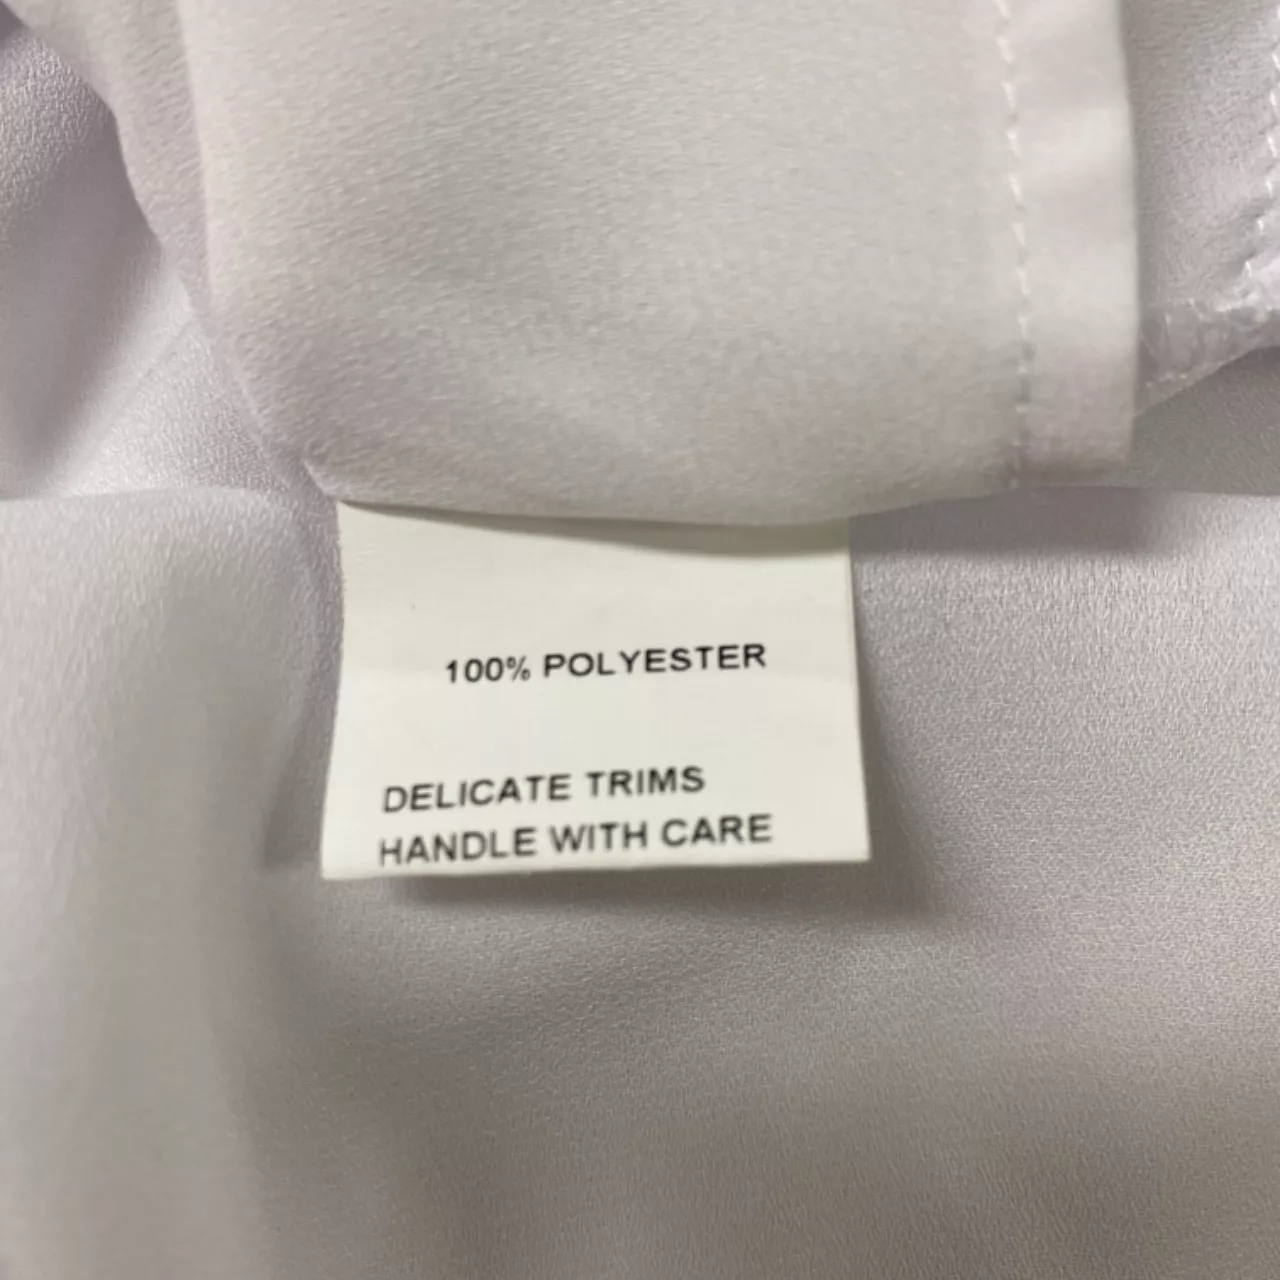 100% POLYESTER
DELICATE TRIMS
HANDLE WITH CARE